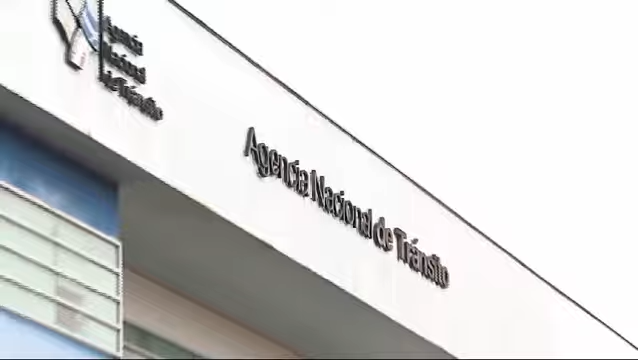 Agencia
Nacional
de Tránsito
Agencia Nacional de Tránsito